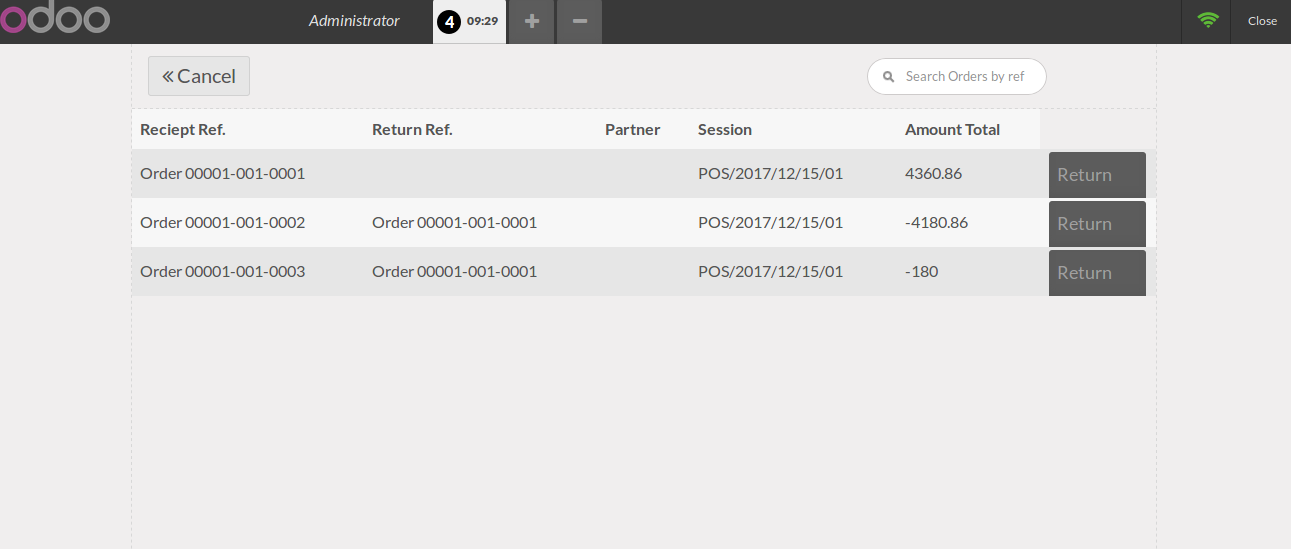 odoo Administrator 4 09:29 + − Close
« Cancel Search Orders by ref
Reciept Ref. Return Ref. Partner Session Amount Total
Order 00001-001-0001 POS/2017/12/15/01 4360.86 Return
Order 00001-001-0002 Order 00001-001-0001 POS/2017/12/15/01 -4180.86 Return
Order 00001-001-0003 Order 00001-001-0001 POS/2017/12/15/01 -180 Return